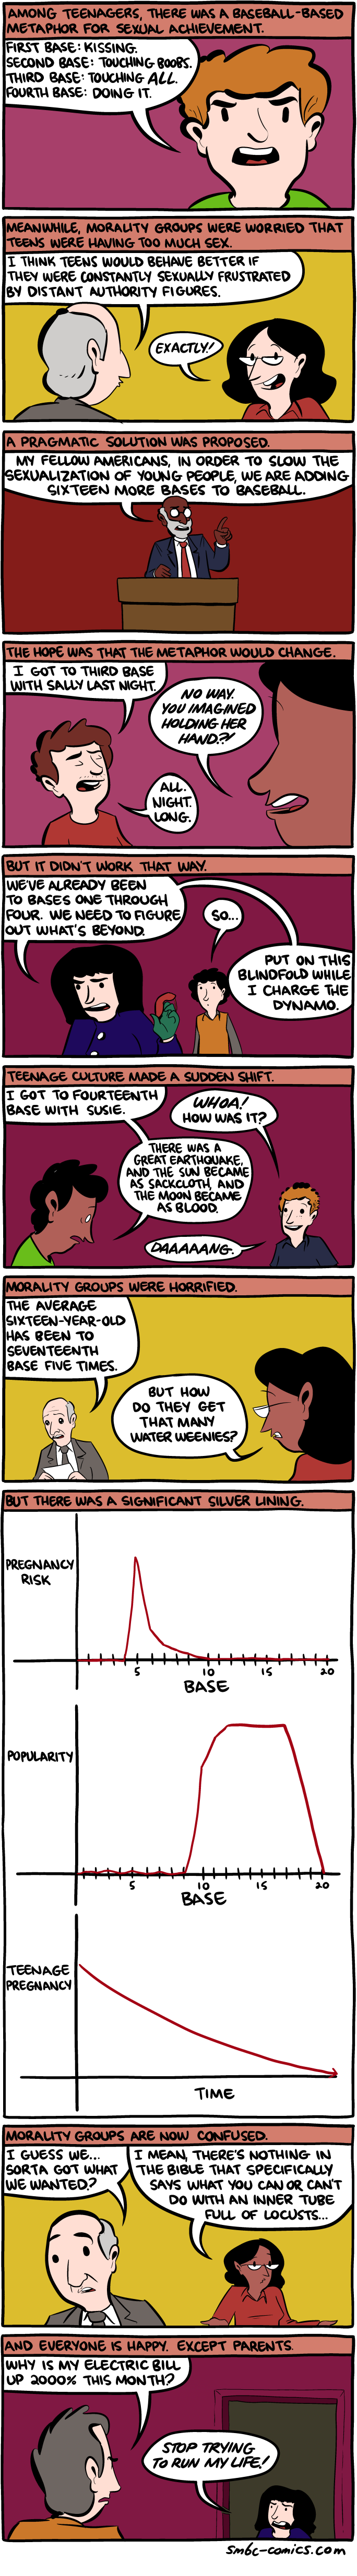 AMONG TEENAGERS, THERE WAS A BASEBALL-BASED
METAPHOR FOR SEXUAL ACHIEVEMENT.
FIRST BASE: KISSING.
SECOND BASE: TOUCHING BOOBS.
THIRD BASE: TOUCHING ALL.
FOURTH BASE: DOING IT.
MEANWHILE, MORALITY GROUPS WERE WORRIED THAT
TEENS WERE HAVING TOO MUCH SEX.
I THINK TEENS WOULD BEHAVE BETTER IF
THEY WERE CONSTANTLY SEXUALLY FRUSTRATED
BY DISTANT AUTHORITY FIGURES.
EXACTLY!
A PRAGMATIC SOLUTION WAS PROPOSED.
MY FELLOW AMERICANS, IN ORDER TO SLOW THE
SEXUALIZATION OF YOUNG PEOPLE, WE ARE ADDING
SIXTEEN MORE BASES TO BASEBALL.
THE HOPE WAS THAT THE METAPHOR WOULD CHANGE.
I GOT TO THIRD BASE
WITH SALLY LAST NIGHT.
NO WAY.
YOU IMAGINED
HOLDING HER
HAND?!
ALL.
NIGHT.
LONG.
BUT IT DIDN'T WORK THAT WAY.
WE'VE ALREADY BEEN
TO BASES ONE THROUGH
FOUR. WE NEED TO FIGURE
OUT WHAT'S BEYOND.
SO...
PUT ON THIS
BLINDFOLD WHILE
I CHARGE THE
DYNAMO.
TEENAGE CULTURE MADE A SUDDEN SHIFT.
I GOT TO FOURTEENTH
BASE WITH SUSIE.
WHOA!
HOW WAS IT?
THERE WAS A
GREAT EARTHQUAKE,
AND THE SUN BECAME
AS SACKCLOTH, AND
THE MOON BECAME
AS BLOOD.
DAAAAANG.
MORALITY GROUPS WERE HORRIFIED.
THE AVERAGE
SIXTEEN-YEAR-OLD
HAS BEEN TO
SEVENTEENTH
BASE FIVE TIMES.
BUT HOW
DO THEY GET
THAT MANY
WATER WEENIES?
BUT THERE WAS A SIGNIFICANT SILVER LINING.
PREGNANCY
RISK
5 10 15 20
BASE
POPULARITY
5 10 15 20
BASE
TEENAGE
PREGNANCY
TIME
MORALITY GROUPS ARE NOW CONFUSED.
I GUESS WE...
SORTA GOT WHAT
WE WANTED?
I MEAN, THERE'S NOTHING IN
THE BIBLE THAT SPECIFICALLY
SAYS WHAT YOU CAN OR CAN'T
DO WITH AN INNER TUBE
FULL OF LOCUSTS...
AND EVERYONE IS HAPPY. EXCEPT PARENTS.
WHY IS MY ELECTRIC BILL
UP 2000% THIS MONTH?
STOP TRYING
TO RUN MY LIFE!
smbc-comics.com